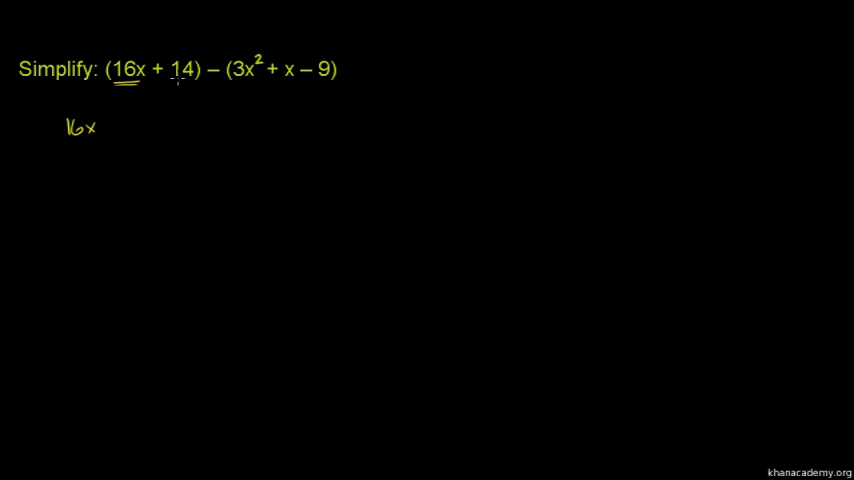 Simplify: (16x + 14) – (3x² + x – 9)
16x
khanacademy.org